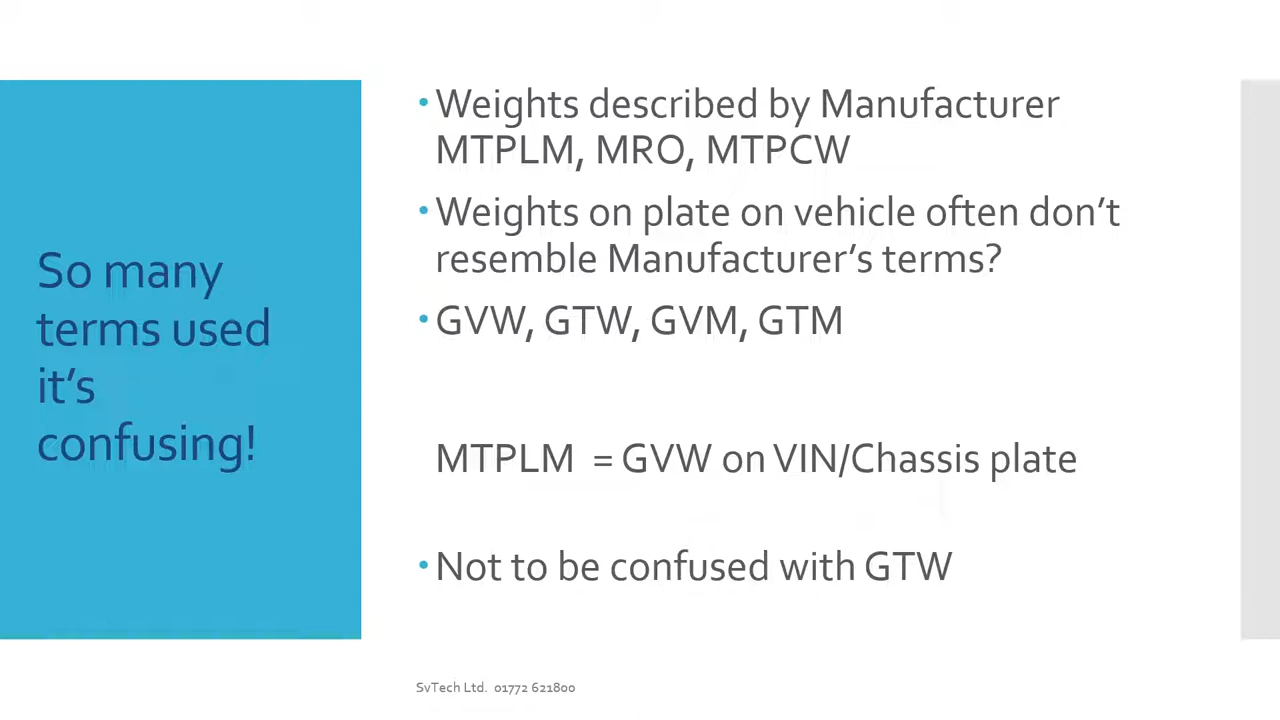 So many
terms used
it’s
confusing!
• Weights described by Manufacturer
MTPLM, MRO, MTPCW
• Weights on plate on vehicle often don’t
resemble Manufacturer’s terms?
• GVW, GTW, GVM, GTM
MTPLM = GVW on VIN/Chassis plate
• Not to be confused with GTW
SvTech Ltd. 01772 621800